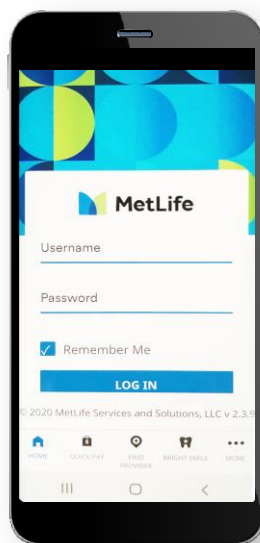 MetLife
Username
Password
Remember Me
LOG IN
© 2020 MetLife Services and Solutions, LLC v 2.3.9
HOME
QUICK PAY
FIND PROVIDER
BRIGHT SMILE
MORE